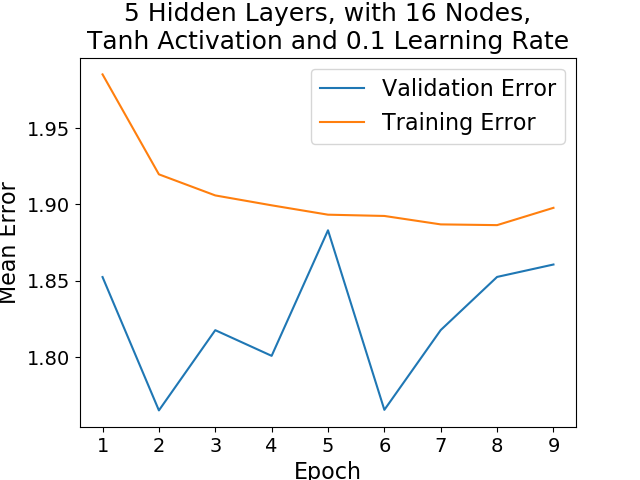 5 Hidden Layers, with 16 Nodes,
Tanh Activation and 0.1 Learning Rate
Validation Error
Training Error
1.95
1.90
1.85
1.80
Mean Error
1 2 3 4 5 6 7 8 9
Epoch